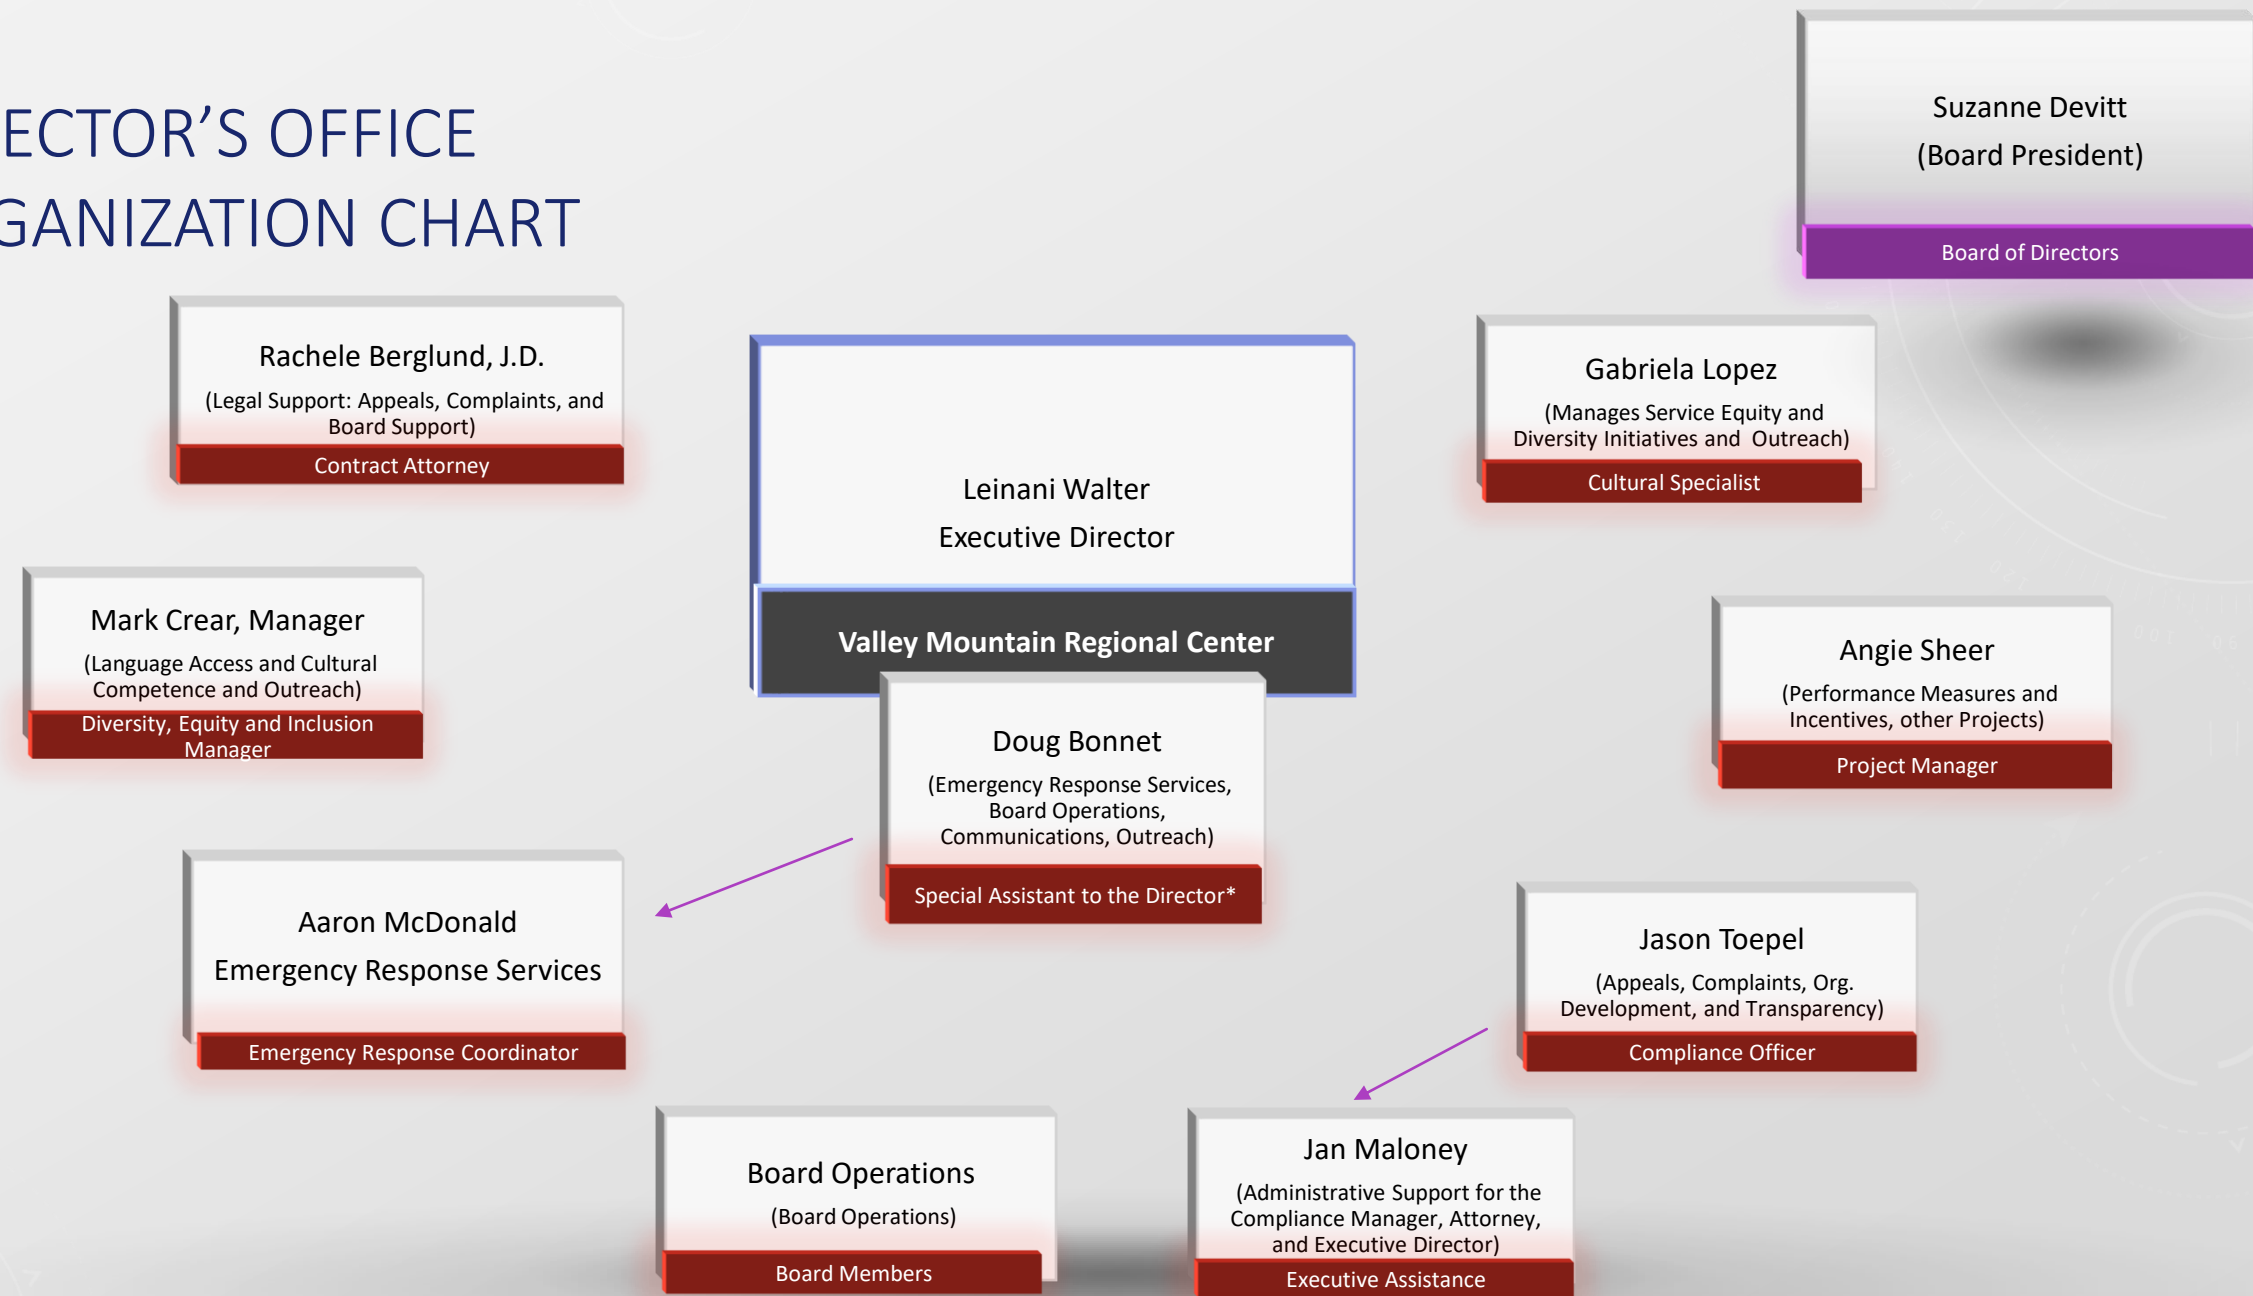 ECTOR’S OFFICE
GANIZATION CHART
Suzanne Devitt
(Board President)
Board of Directors
Rachele Berglund, J.D.
(Legal Support: Appeals, Complaints, and
Board Support)
Contract Attorney
Leinani Walter
Executive Director
Valley Mountain Regional Center
Gabriela Lopez
(Manages Service Equity and
Diversity Initiatives and  Outreach)
Cultural Specialist
Mark Crear, Manager
(Language Access and Cultural
Competence and Outreach)
Diversity, Equity and Inclusion
Manager
Doug Bonnet
(Emergency Response Services,
Board Operations,
Communications, Outreach)
Special Assistant to the Director*
Angie Sheer
(Performance Measures and
Incentives, other Projects)
Project Manager
Aaron McDonald
Emergency Response Services
Emergency Response Coordinator
Jason Toepel
(Appeals, Complaints, Org.
Development, and Transparency)
Compliance Officer
Board Operations
(Board Operations)
Board Members
Jan Maloney
(Administrative Support for the
Compliance Manager, Attorney,
and Executive Director)
Executive Assistance